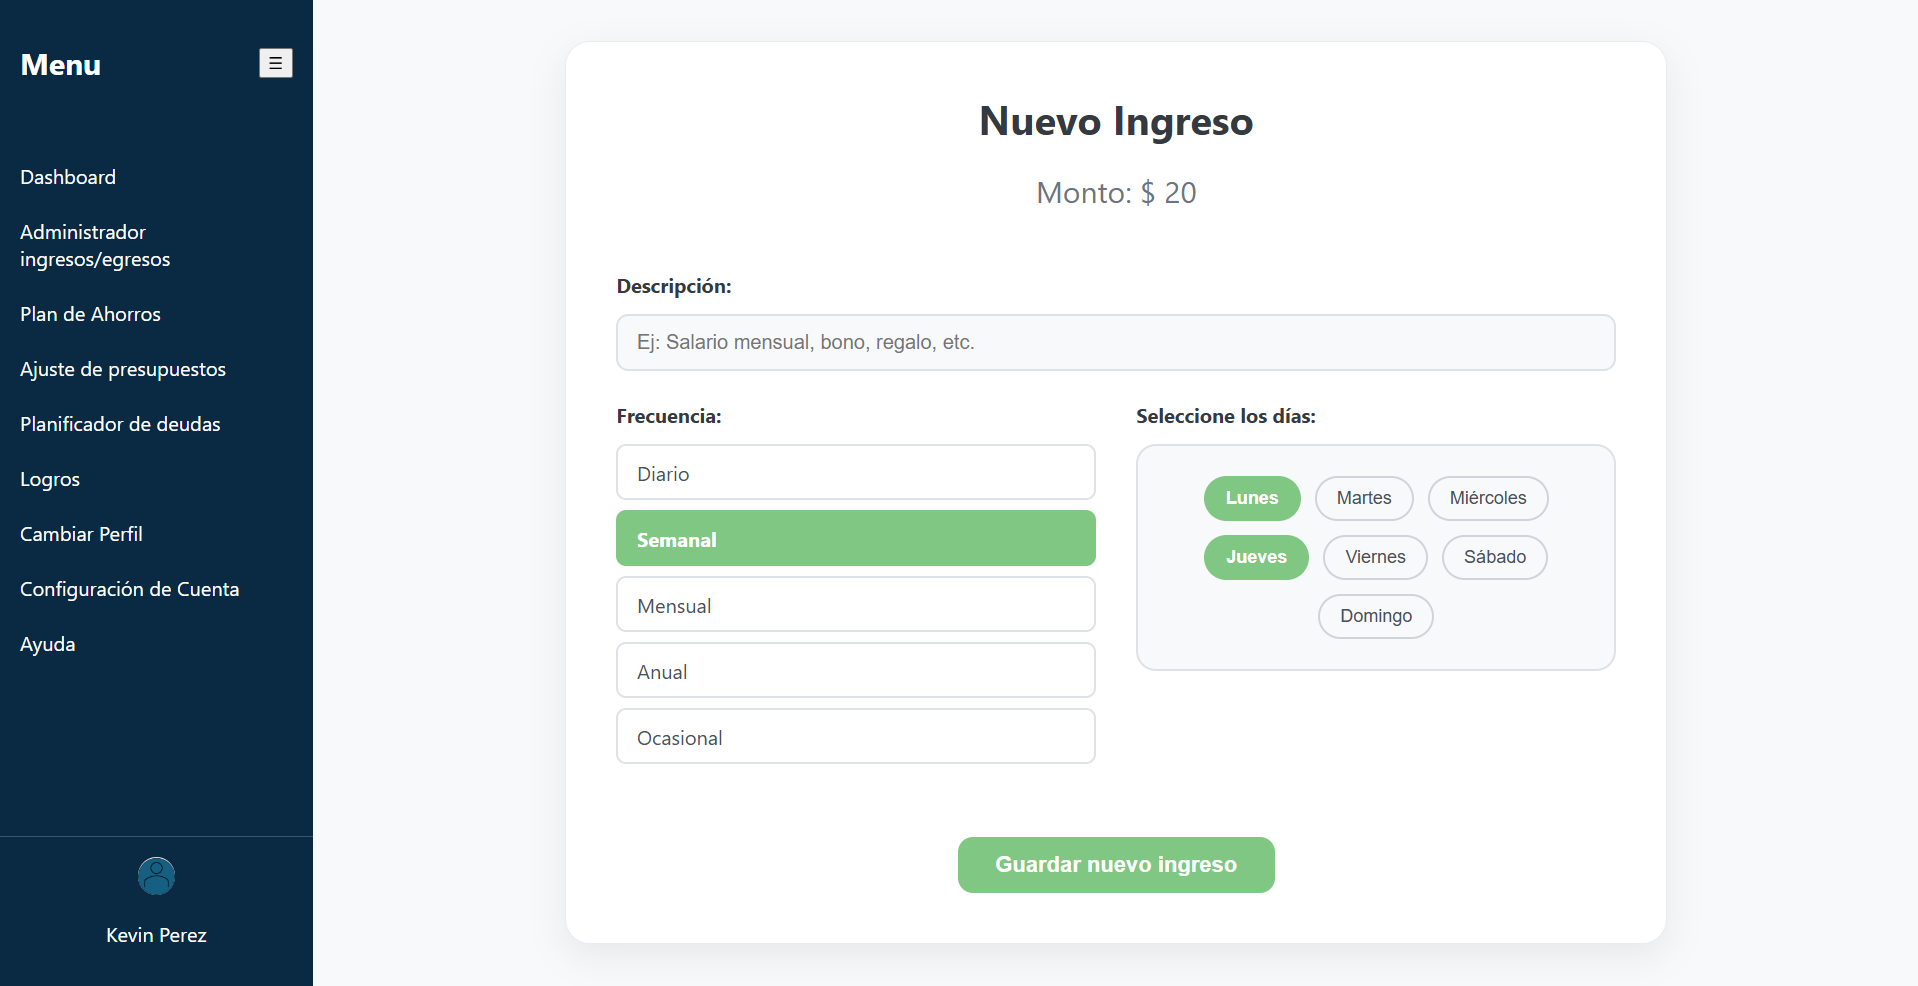 Menu
☰
Dashboard
Administrador
ingresos/egresos
Plan de Ahorros
Ajuste de presupuestos
Planificador de deudas
Logros
Cambiar Perfil
Configuración de Cuenta
Ayuda
Kevin Perez
Nuevo Ingreso
Monto: $ 20
Descripción:
Ej: Salario mensual, bono, regalo, etc.
Frecuencia:
Diario
Semanal
Mensual
Anual
Ocasional
Seleccione los días:
Lunes Martes Miércoles
Jueves Viernes Sábado
Domingo
Guardar nuevo ingreso